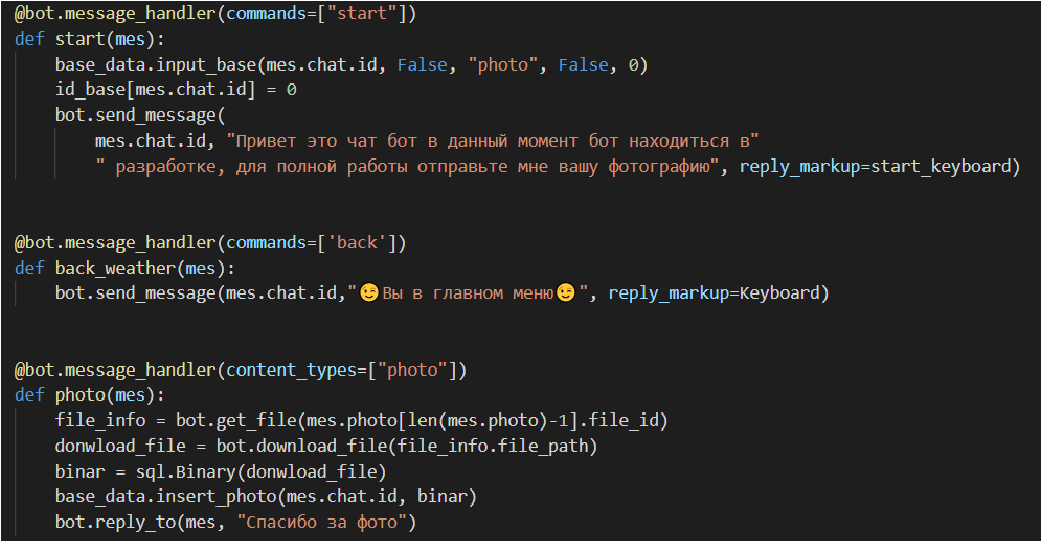 @bot.message_handler(commands=["start"])
def start(mes):
    base_data.input_base(mes.chat.id, False, "photo", False, 0)
    id_base[mes.chat.id] = 0
    bot.send_message(
        mes.chat.id, "Привет это чат бот в данный момент бот находиться в"
        " разработке, для полной работы отправьте мне вашу фотографию", reply_markup=start_keyboard)
@bot.message_handler(commands=['back'])
def back_weather(mes):
    bot.send_message(mes.chat.id,"😉Вы в главном меню😉", reply_markup=Keyboard)
@bot.message_handler(content_types=["photo"])
def photo(mes):
    file_info = bot.get_file(mes.photo[len(mes.photo)-1].file_id)
    donwload_file = bot.download_file(file_info.file_path)
    binar = sql.Binary(donwload_file)
    base_data.insert_photo(mes.chat.id, binar)
    bot.reply_to(mes, "Спасибо за фото")